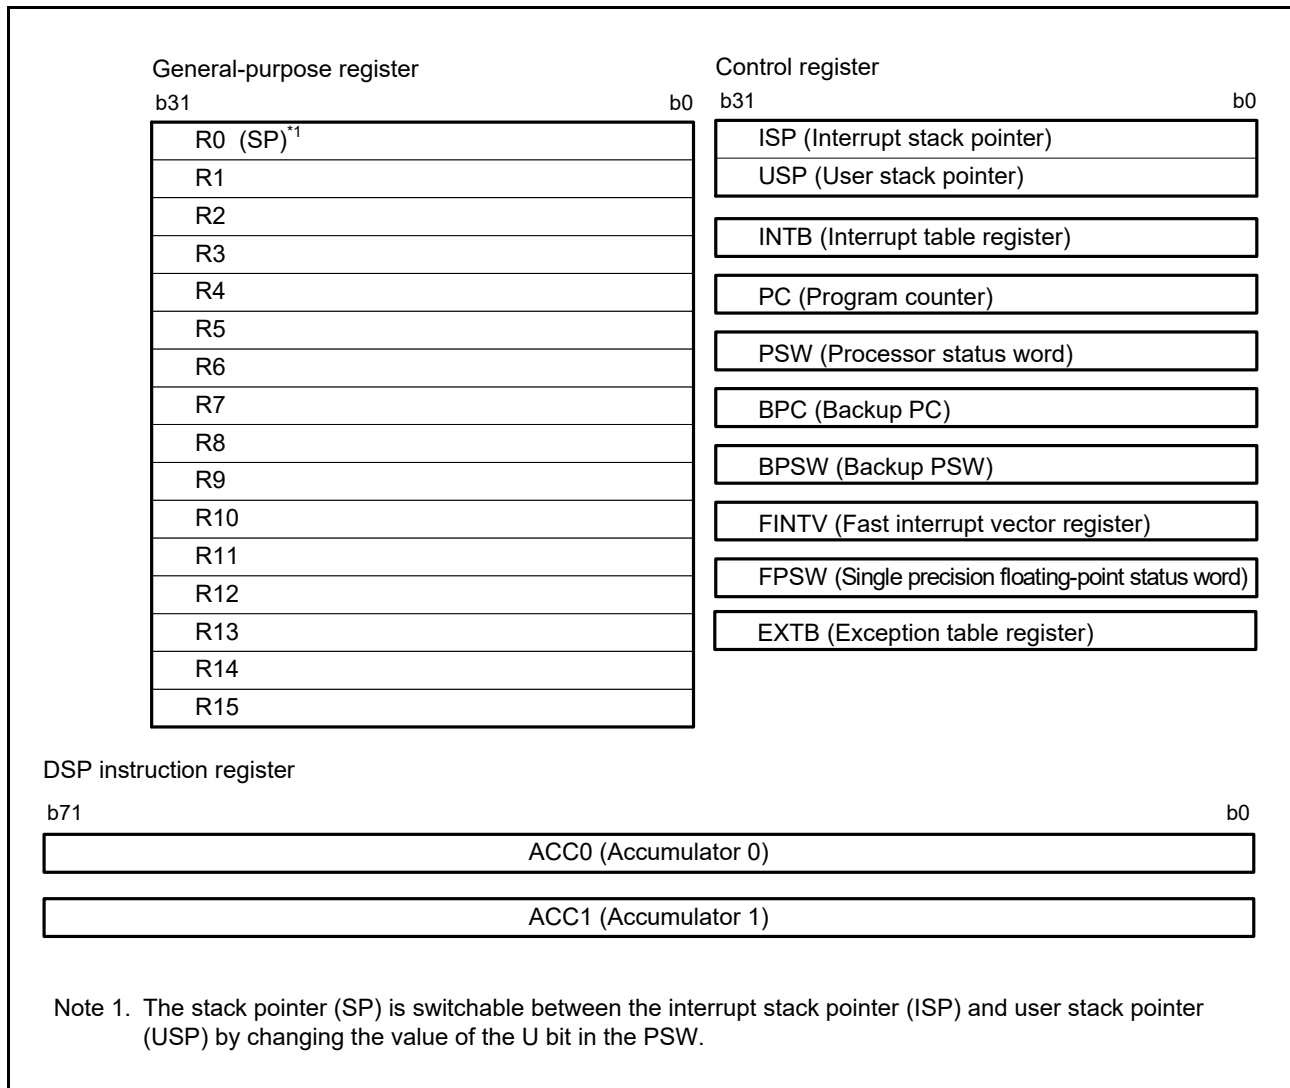 General-purpose register
b31 b0
R0 (SP)*1
R1
R2
R3
R4
R5
R6
R7
R8
R9
R10
R11
R12
R13
R14
R15
Control register
b31 b0
ISP (Interrupt stack pointer)
USP (User stack pointer)
INTB (Interrupt table register)
PC (Program counter)
PSW (Processor status word)
BPC (Backup PC)
BPSW (Backup PSW)
FINTV (Fast interrupt vector register)
FPSW (Single precision floating-point status word)
EXTB (Exception table register)
DSP instruction register
b71 b0
ACC0 (Accumulator 0)
ACC1 (Accumulator 1)
Note 1. The stack pointer (SP) is switchable between the interrupt stack pointer (ISP) and user stack pointer
(USP) by changing the value of the U bit in the PSW.